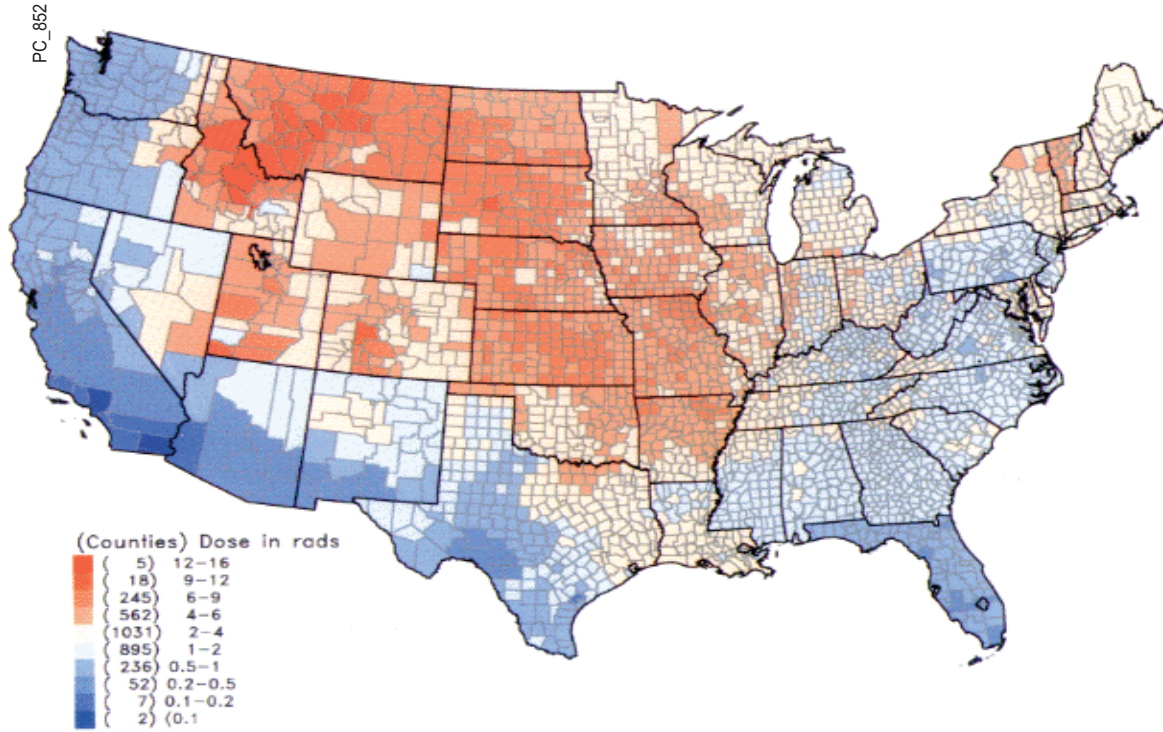 PC_852
(Counties) Dose in rads
( 5) 12-16
( 18) 9-12
( 245) 6-9
( 562) 4-6
(1031) 2-4
( 895) 1-2
( 236) 0.5-1
( 52) 0.2-0.5
( 7) 0.1-0.2
( 2) (0.1